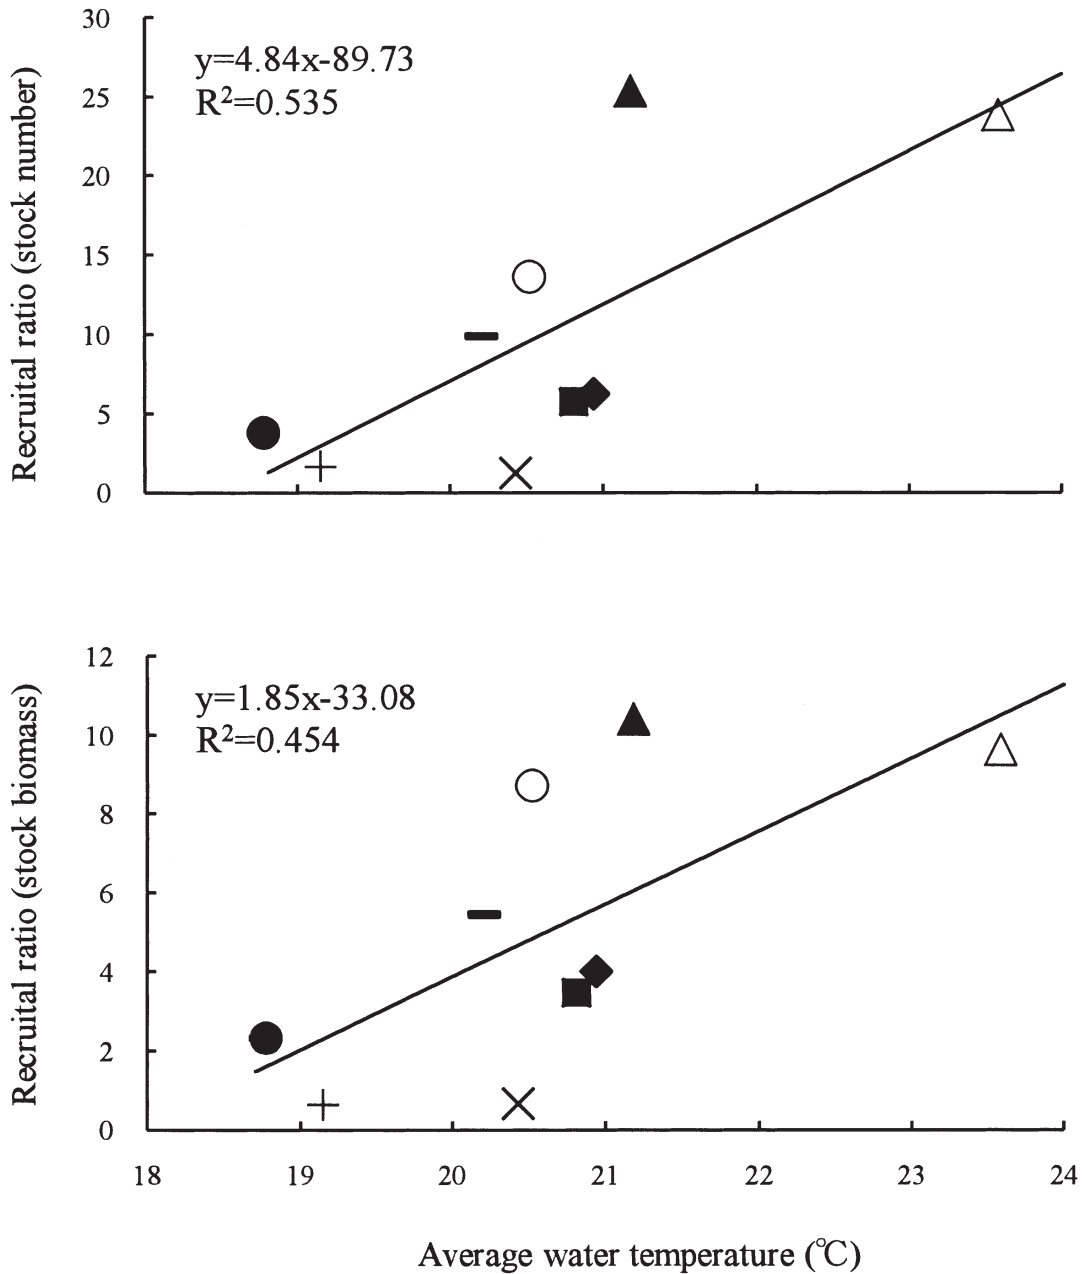 30
25
20
15
10
5
0
Recruital ratio (stock number)
y=4.84x-89.73
R²=0.535
12
10
8
6
4
2
0
Recruital ratio (stock biomass)
y=1.85x-33.08
R²=0.454
18 19 20 21 22 23 24
Average water temperature (℃)